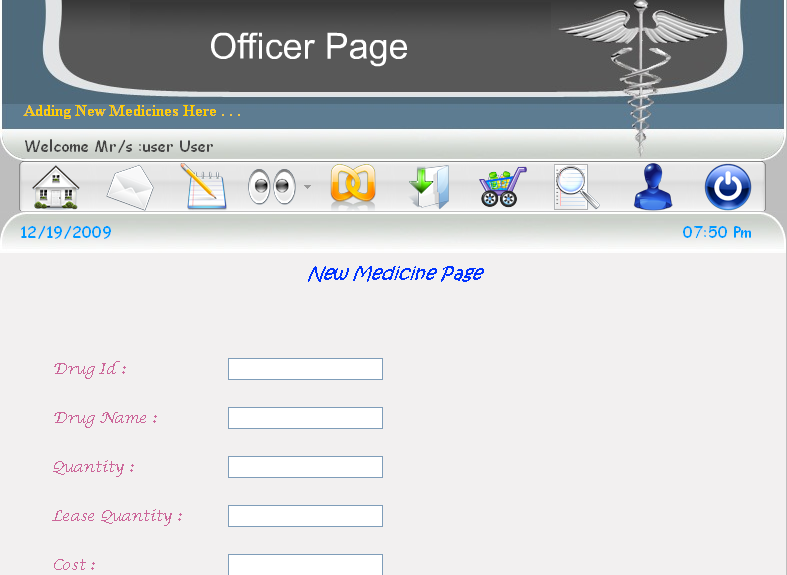 Officer Page
Adding New Medicines Here . . .
Welcome Mr/s :user User
12/19/2009 07:50 Pm
New Medicine Page
Drug Id :
Drug Name :
Quantity :
Lease Quantity :
Cost :